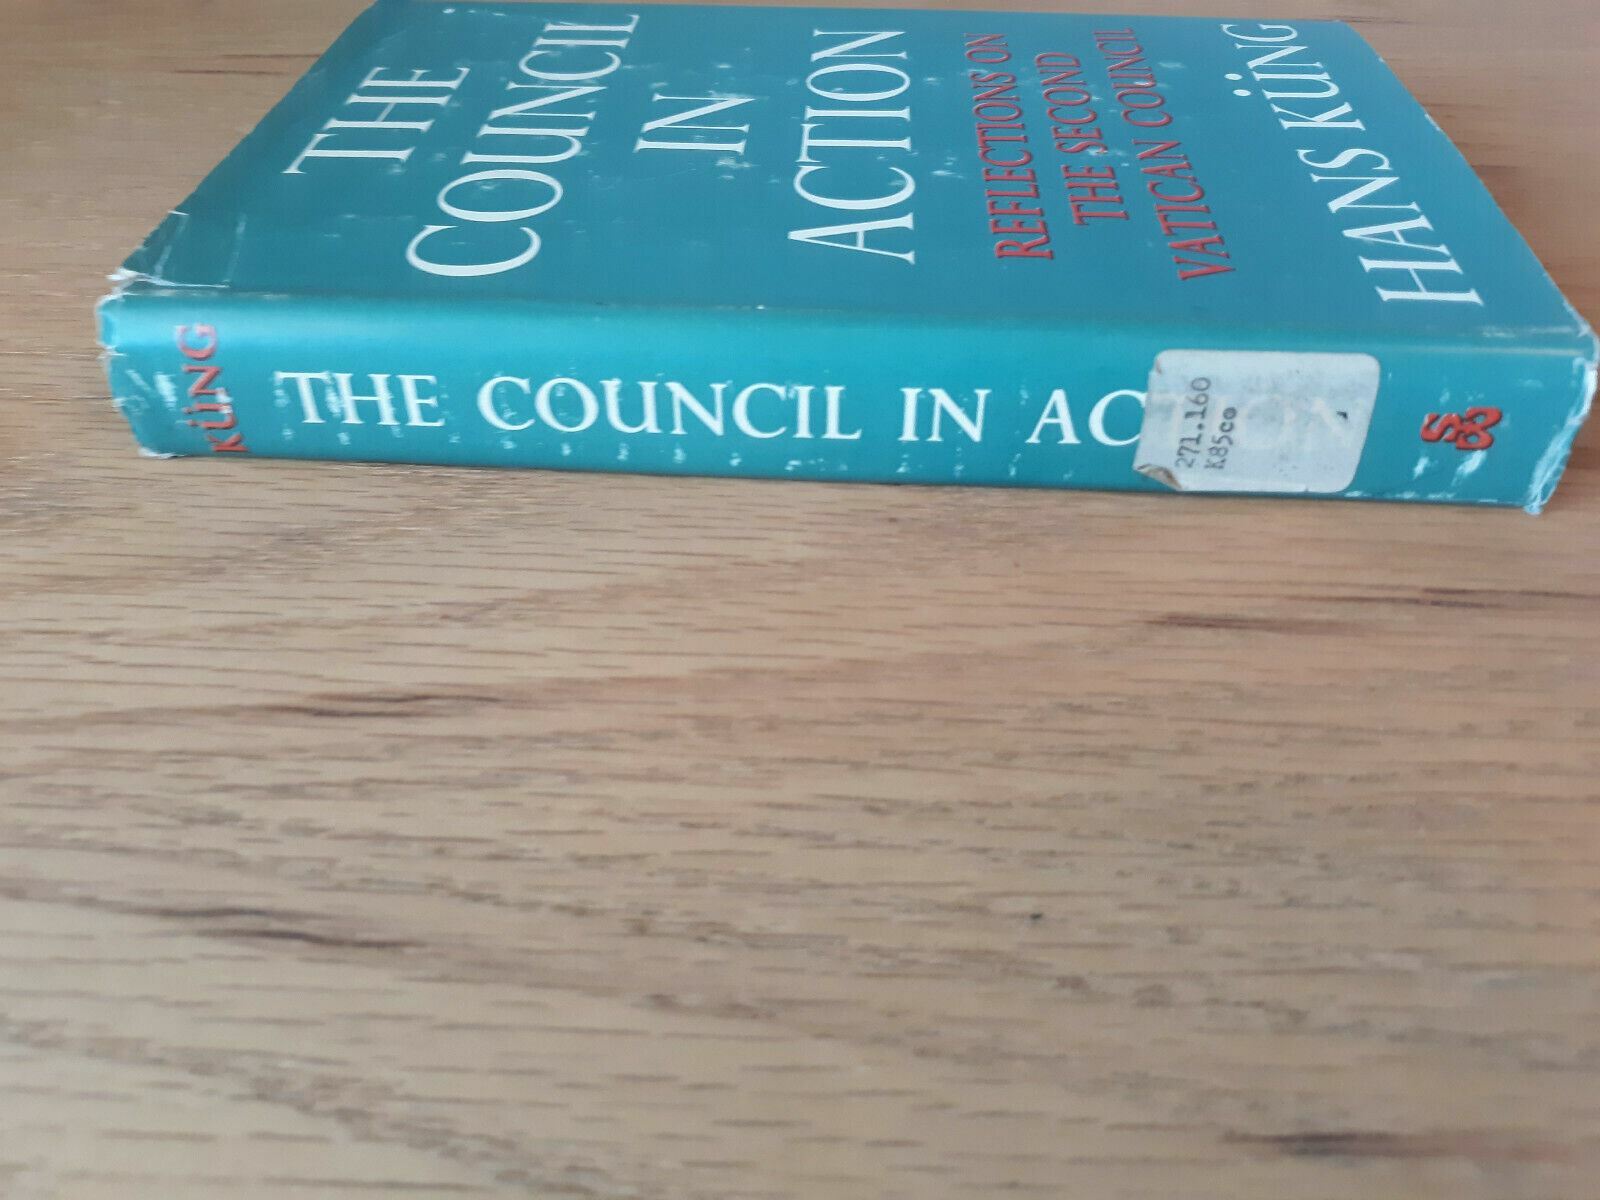 THE
COUNCIL
IN
ACTION
REFLECTIONS ON
THE SECOND
VATICAN COUNCIL
HANS KÜNG
KÜNG
THE COUNCIL IN ACTION
271.160
K85co